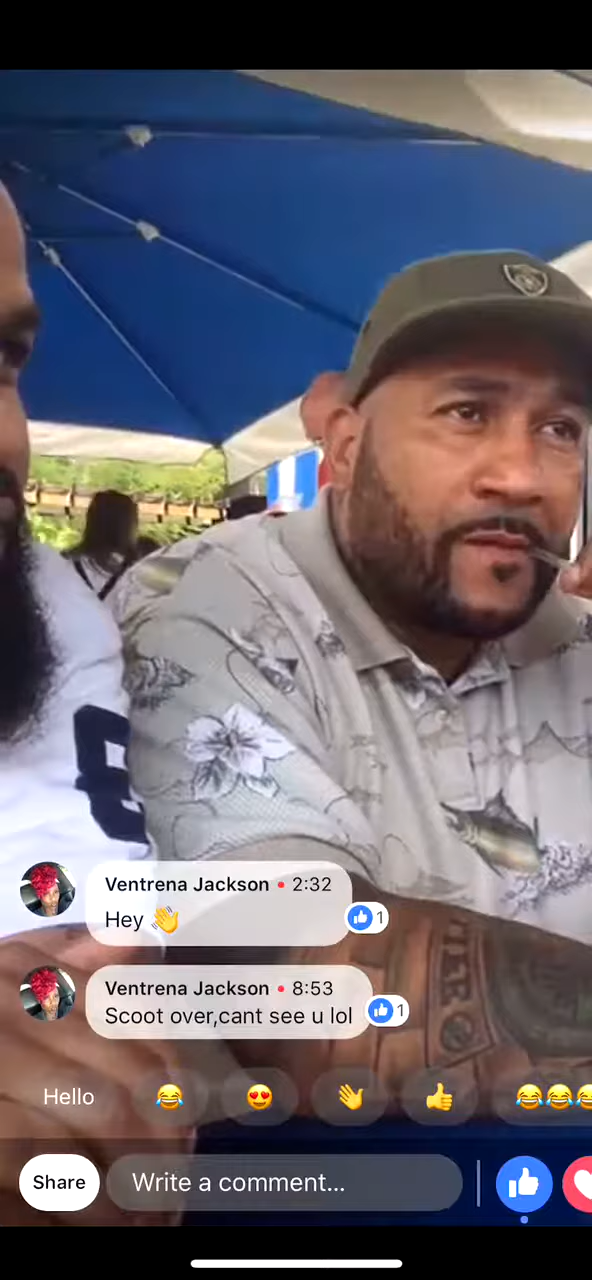 Ventrena Jackson • 2:32
Hey 👋
1
Ventrena Jackson • 8:53
Scoot over,cant see u lol
1
Hello 😂 😍 👋 👍 😂😂😂
Share
Write a comment...